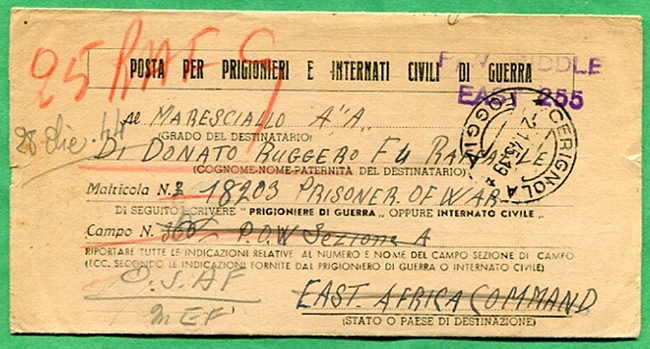 25 RAF G
POSTA PER PRIGIONIERI E INTERNATI CIVILI DI GUERRA
P.O.W. MIDDLE
EAST 255
28 Dic. 44
Al MARESCIALLO A"A"
(GRADO DEL DESTINATARIO)
DI DONATO RUGGERO FU RAFFAELE
(COGNOME-NOME-PATERNITÀ DEL DESTINATARIO)
CERIGNOLA
FOGGIA
Matricola N. 18203 PRISONER OF WAR
DI SEGUITO SCRIVERE "PRIGIONIERE DI GUERRA„ OPPURE INTERNATO CIVILE„
Campo N. 360 P.O.W Sezione A
RIPORTARE TUTTE LE INDICAZIONI RELATIVE AL NUMERO E NOME DEL CAMPO SEZIONE DI CAMPO
(ECC. SECONDO LE INDICAZIONI FORNITE DAL PRIGIONIERO DI GUERRA O INTERNATO CIVILE)
MEF
EAST AFRICA COMMAND
(STATO O PAESE DI DESTINAZIONE)